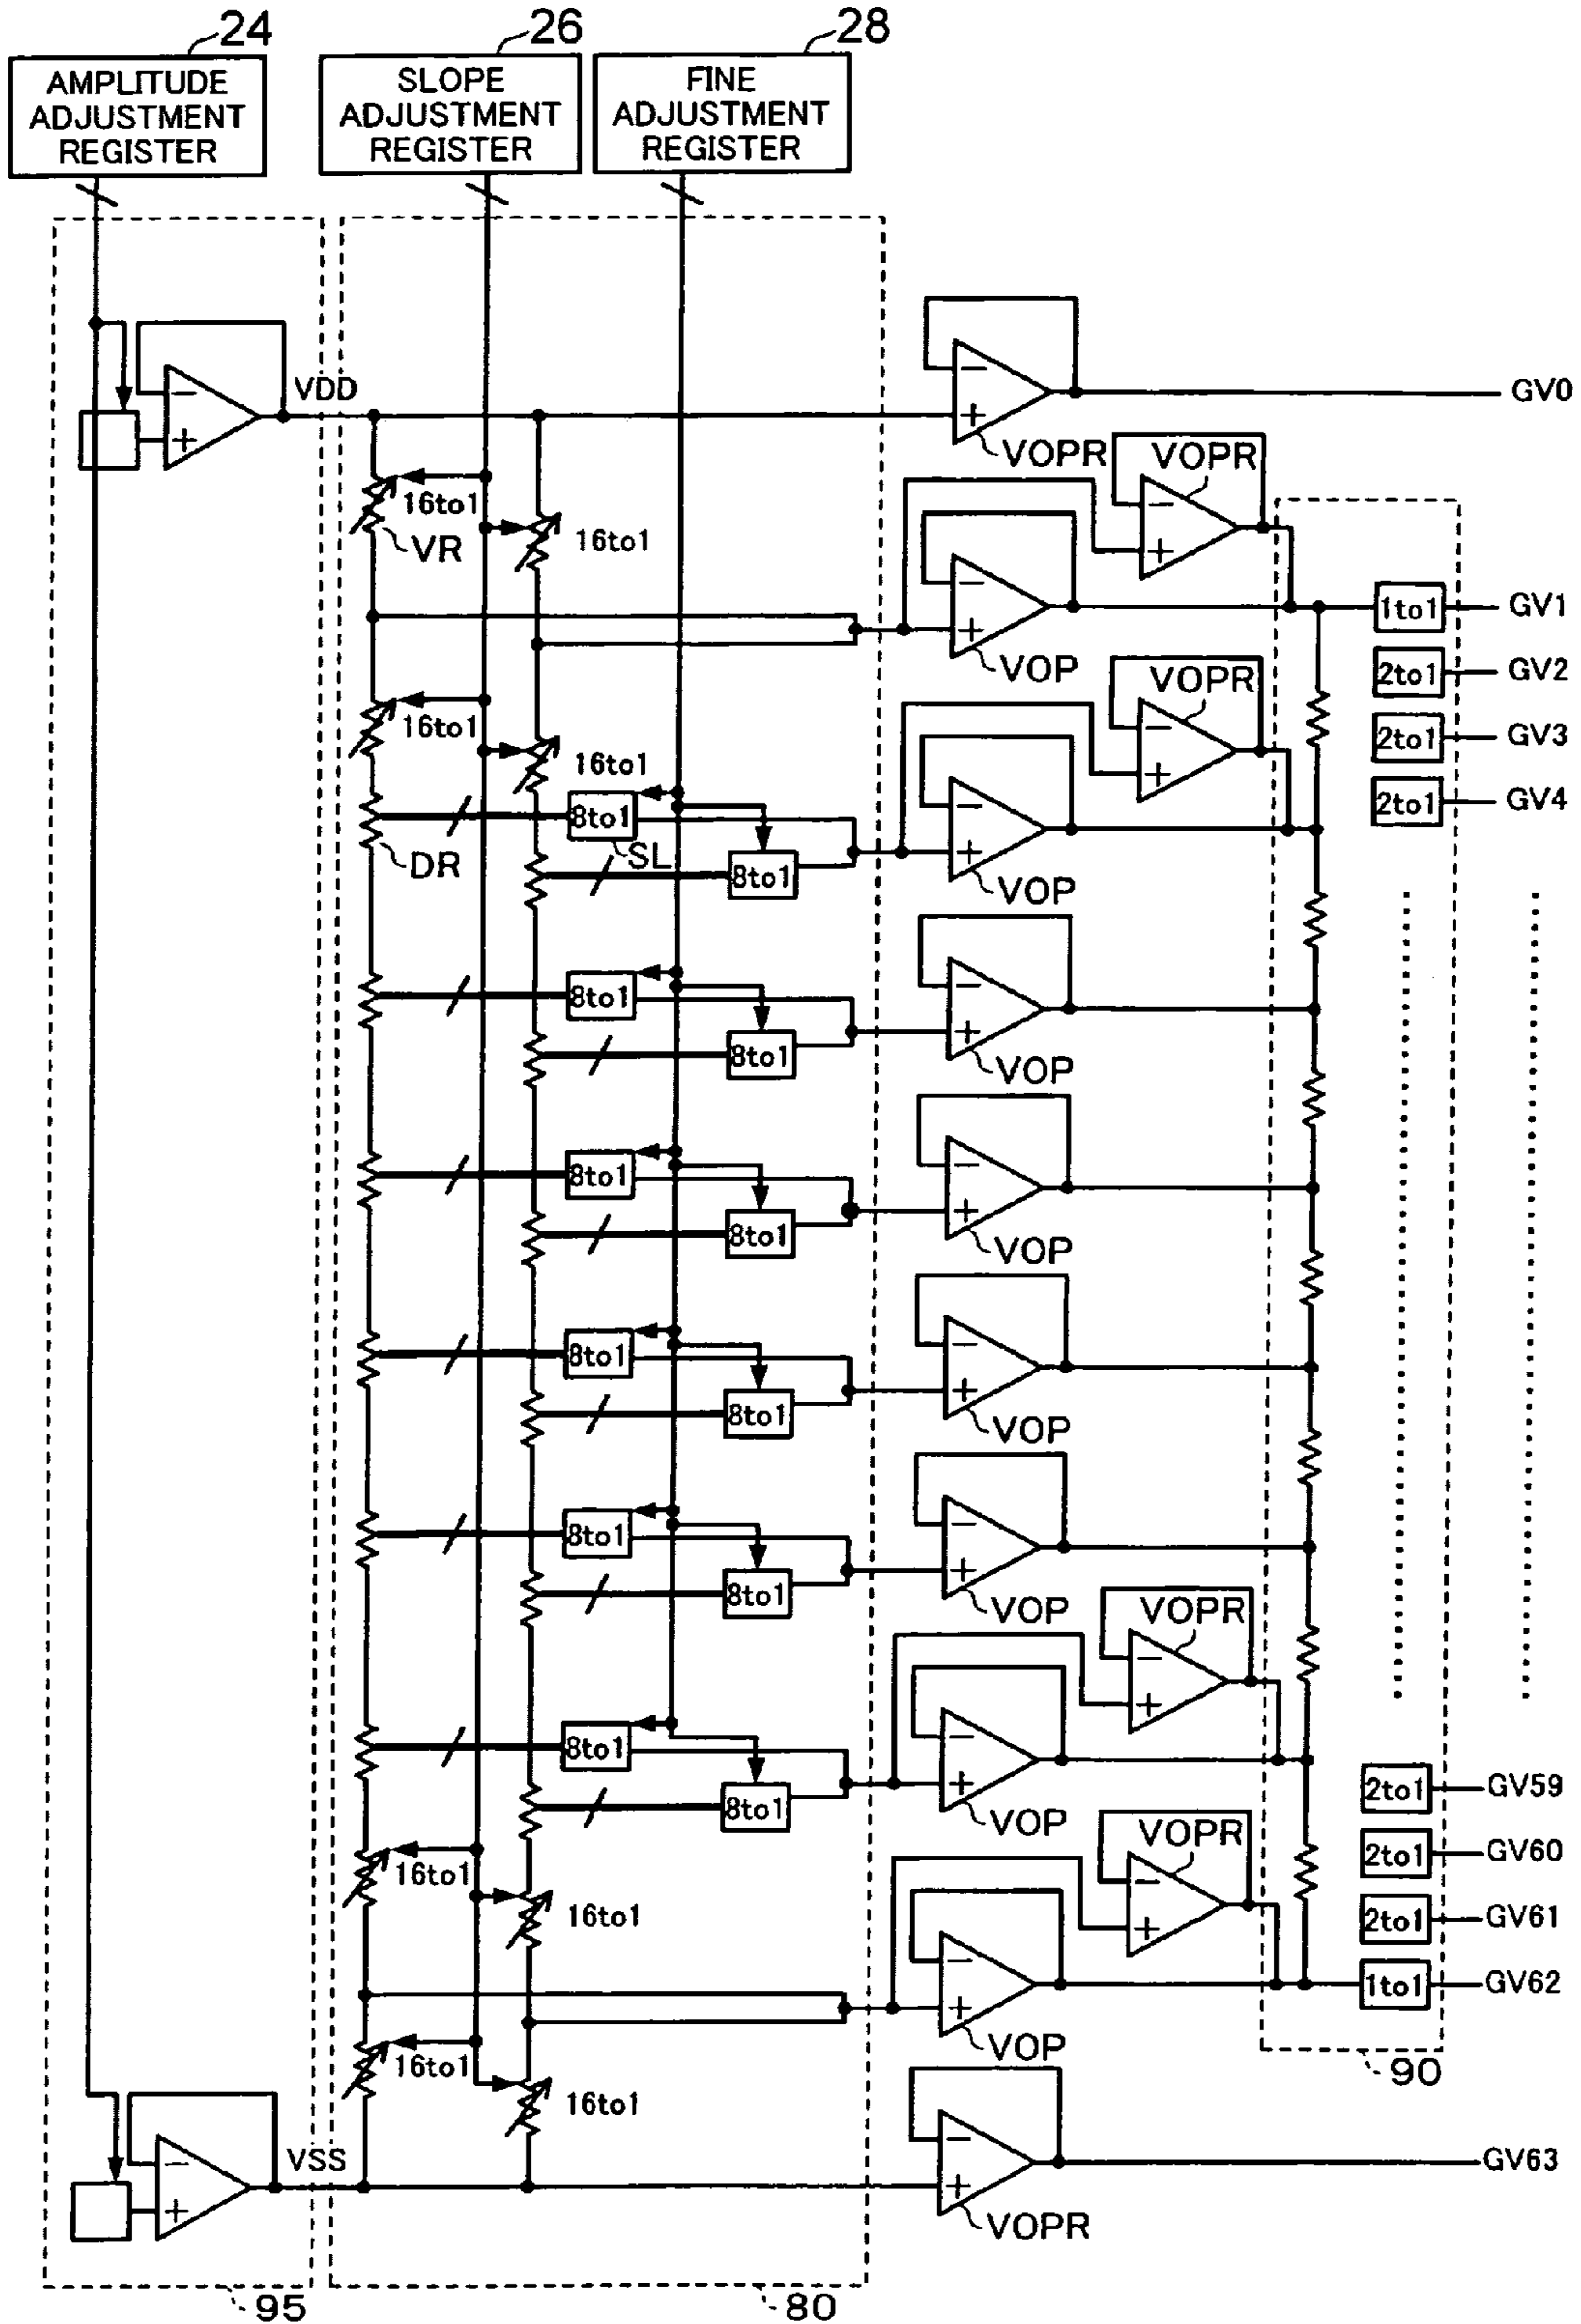 24
26
28
AMPLITUDE
ADJUSTMENT
REGISTER
SLOPE
ADJUSTMENT
REGISTER
FINE
ADJUSTMENT
REGISTER
VDD
−
+
−
+
GV0
VOPR
16to1
VR
16to1
VOPR
−
+
−
+
1to1
GV1
VOP
2to1
GV2
16to1
VOPR
−
+
2to1
GV3
16to1
−
+
2to1
GV4
8to1
DR
SL
8to1
VOP
8to1
−
+
8to1
VOP
8to1
−
+
8to1
VOP
8to1
−
+
8to1
VOP
8to1
−
+
8to1
VOP
VOPR
−
+
8to1
−
+
2to1
GV59
8to1
VOP
VOPR
2to1
GV60
16to1
−
+
16to1
2to1
GV61
−
+
1to1
GV62
VOP
16to1
90
16to1
VSS
−
+
−
+
GV63
VOPR
95
80